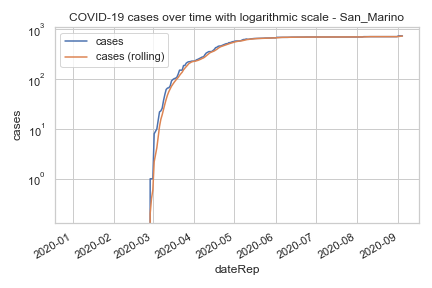 COVID-19 cases over time with logarithmic scale - San_Marino
cases
cases (rolling)
10³
10²
10¹
10⁰
cases
2020-01
2020-02
2020-03
2020-04
2020-05
2020-06
2020-07
2020-08
2020-09
dateRep